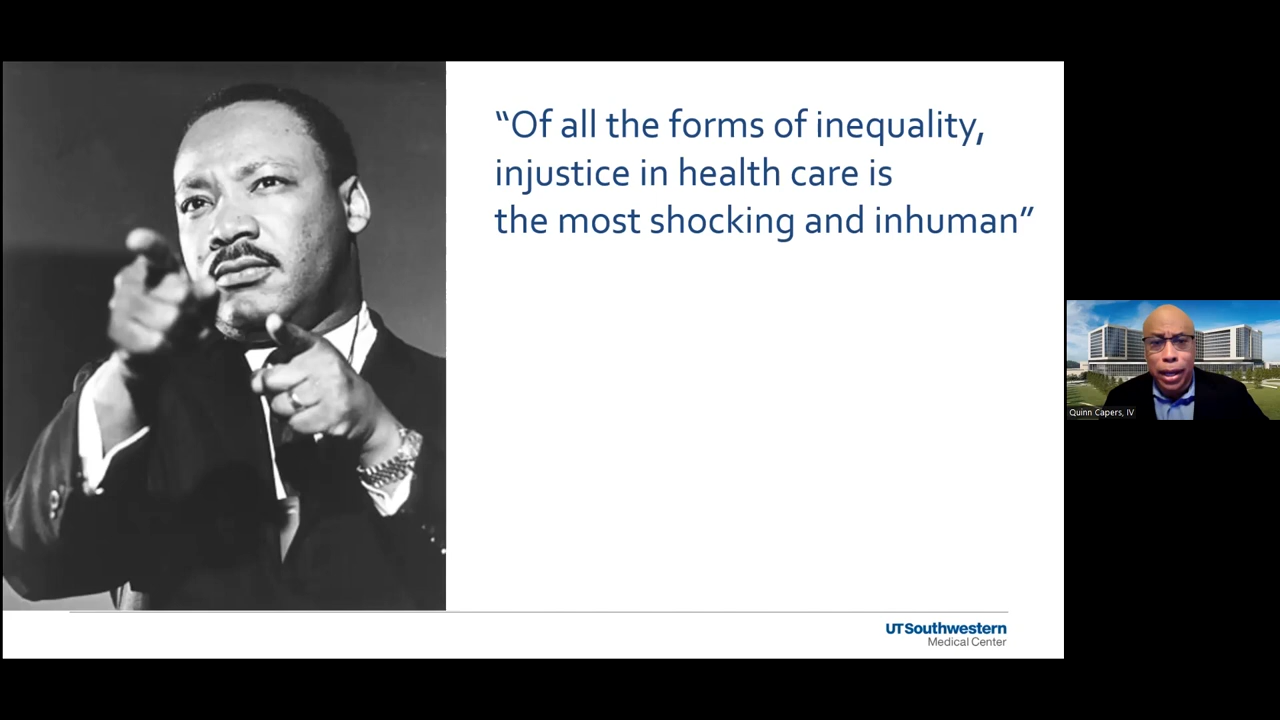 “Of all the forms of inequality,
injustice in health care is
the most shocking and inhuman”
Quinn Capers, IV
UTSouthwestern
Medical Center